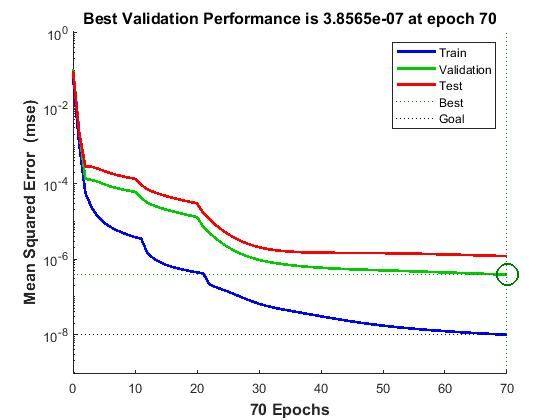 Best Validation Performance is 3.8565e-07 at epoch 70
Mean Squared Error (mse)
10^0
10^-2
10^-4
10^-6
10^-8
Train
Validation
Test
Best
Goal
0 10 20 30 40 50 60 70
70 Epochs